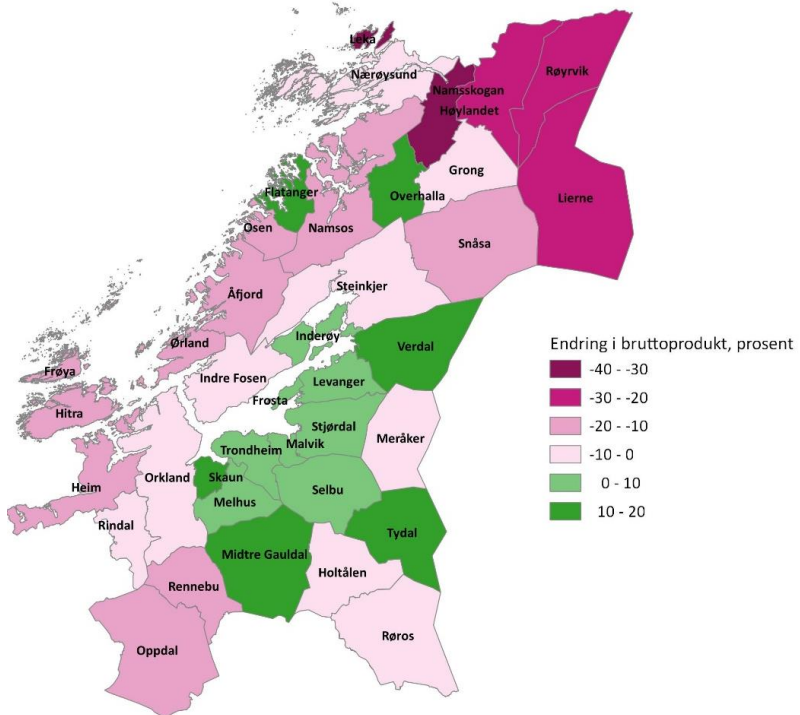 Leka
Nærøysund
Røyrvik
Namsskogan
Høylandet
Grong
Lierne
Flatanger
Overhalla
Osen
Namsos
Snåsa
Steinkjer
Åfjord
Endring i bruttoprodukt, prosent
-40 - -30
-30 - -20
-20 - -10
-10 - 0
0 - 10
10 - 20
Ørland
Inderøy
Verdal
Frøya
Indre Fosen
Levanger
Frosta
Hitra
Stjørdal
Meråker
Trondheim
Malvik
Heim
Orkland
Skaun
Selbu
Melhus
Rindal
Tydal
Midtre Gauldal
Holtålen
Rennebu
Røros
Oppdal